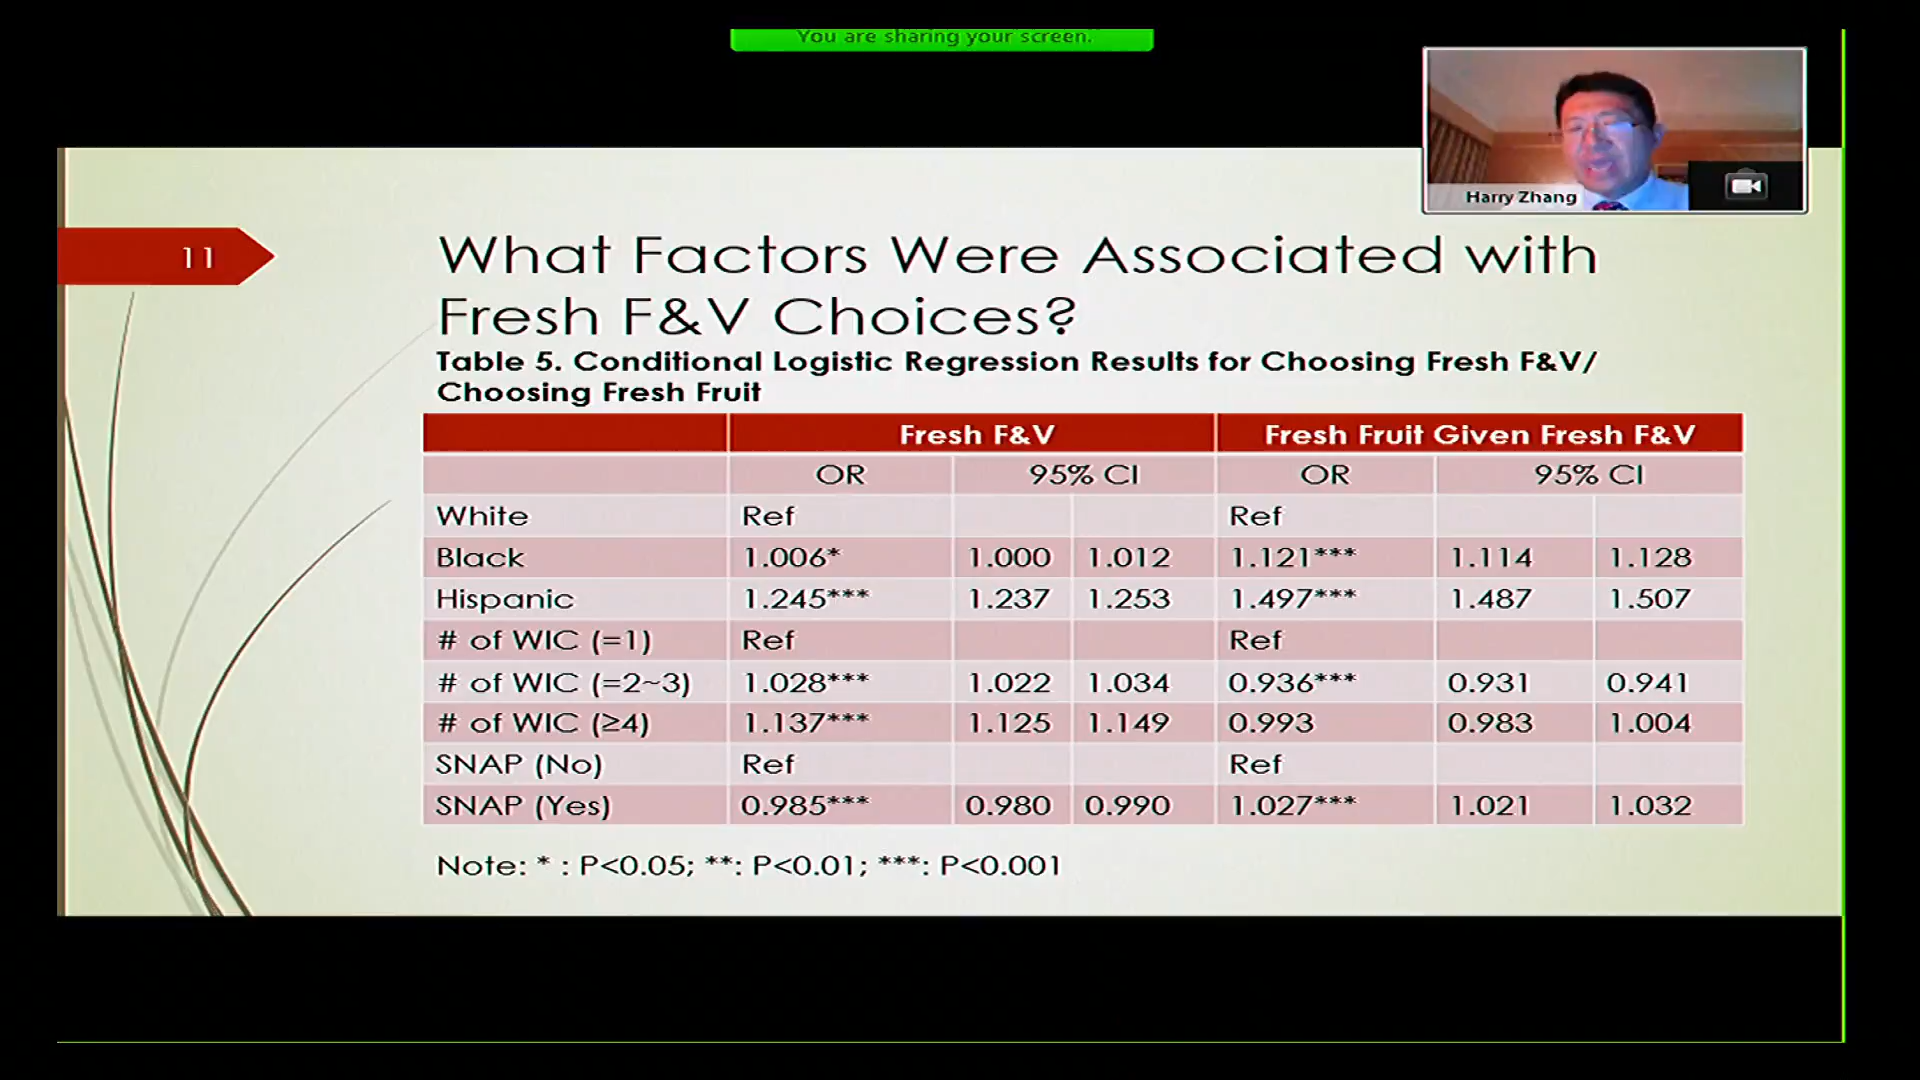 You are sharing your screen.
Harry Zhang
11
What Factors Were Associated with
Fresh F&V Choices?
Table 5. Conditional Logistic Regression Results for Choosing Fresh F&V/
Choosing Fresh Fruit
Fresh F&V Fresh Fruit Given Fresh F&V
OR 95% CI OR 95% CI
White Ref Ref
Black 1.006* 1.000 1.012 1.121*** 1.114 1.128
Hispanic 1.245*** 1.237 1.253 1.497*** 1.487 1.507
# of WIC (=1) Ref Ref
# of WIC (=2~3) 1.028*** 1.022 1.034 0.936*** 0.931 0.941
# of WIC (≥4) 1.137*** 1.125 1.149 0.993 0.983 1.004
SNAP (No) Ref Ref
SNAP (Yes) 0.985*** 0.980 0.990 1.027*** 1.021 1.032
Note: * : P<0.05; **: P<0.01; ***: P<0.001